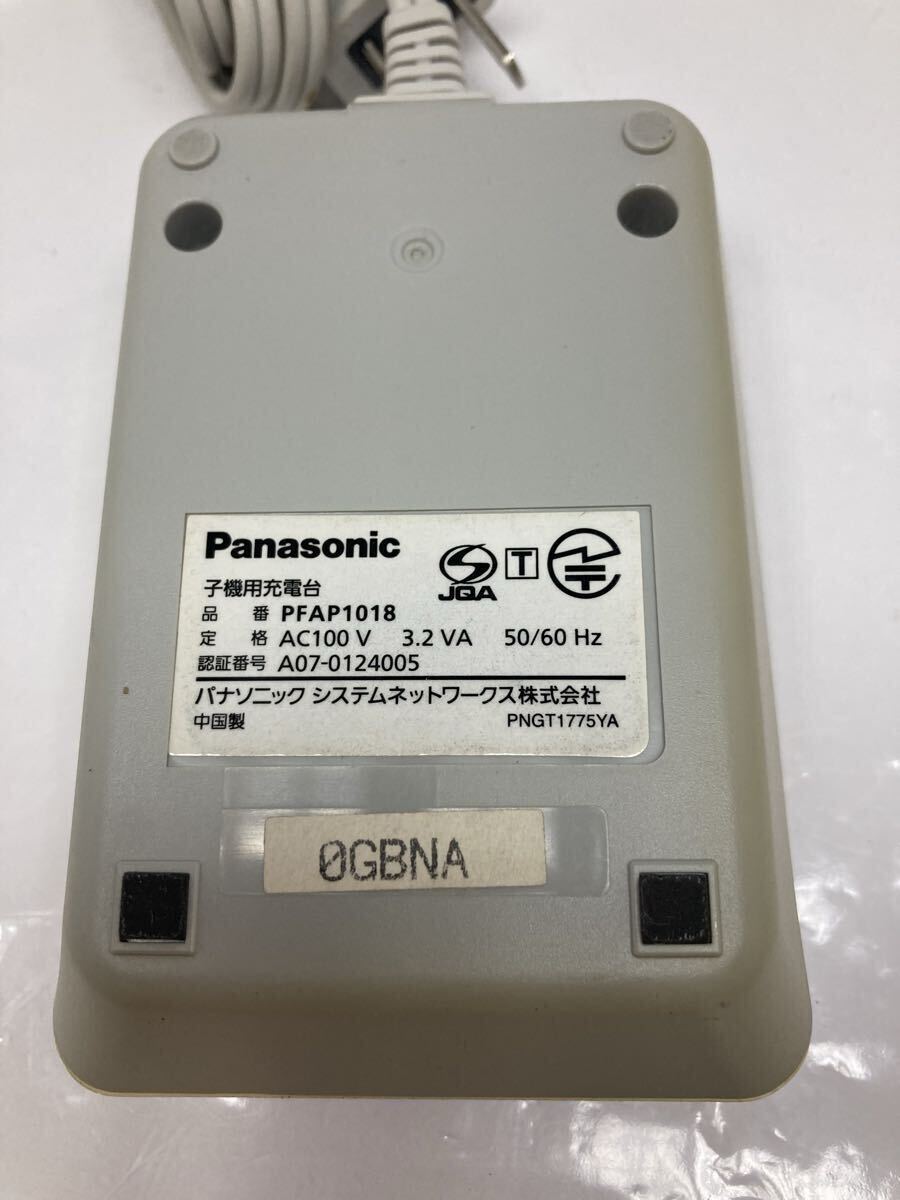 Panasonic
JQA T
子機用充電台
品 番 PFAP1018
定 格 AC100 V 3.2 VA 50/60 Hz
認証番号 A07-0124005
パナソニック システムネットワークス株式会社
中国製 PNGT1775YA
0GBNA